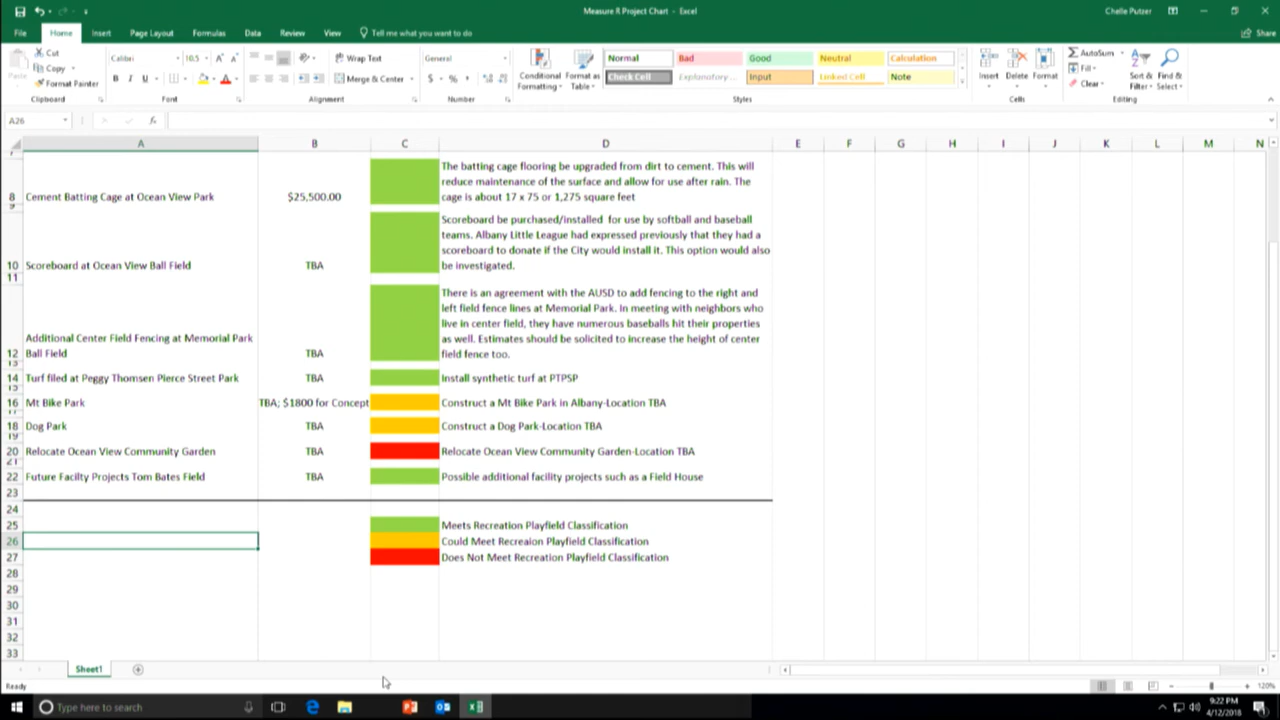 Measure R Project Chart - Excel
Chelle Putzer
File Home Insert Page Layout Formulas Data Review View Tell me what you want to do Share
Cut
Copy
Format Painter
Paste
Clipboard
Calibri 10.5
B I U
Font
Wrap Text
Merge & Center
Alignment
General
$ % ,
Number
Conditional Formatting
Format as Table
Normal Bad Good Neutral Calculation
Check Cell Explanatory... Input Linked Cell Note
Styles
Insert Delete Format
Cells
AutoSum
Fill
Clear
Sort & Filter
Find & Select
Editing
A26
fx
A B C D E F G H I J K L M N
The batting cage flooring be upgraded from dirt to cement. This will
reduce maintenance of the surface and allow for use after rain. The
8 Cement Batting Cage at Ocean View Park $25,500.00 cage is about 17 x 75 or 1,275 square feet
9
Scoreboard be purchased/installed for use by softball and baseball
teams. Albany Little League had expressed previously that they had a
scoreboard to donate if the City would install it. This option would also
10 Scoreboard at Ocean View Ball Field TBA be investigated.
11
There is an agreement with the AUSD to add fencing to the right and
left field fence lines at Memorial Park. In meeting with neighbors who
live in center field, they have numerous baseballs hit their properties
Additional Center Field Fencing at Memorial Park as well. Estimates should be solicited to increase the height of center
12 Ball Field TBA field fence too.
13
14 Turf filed at Peggy Thomsen Pierce Street Park TBA Install synthetic turf at PTPSP
15
16 Mt Bike Park TBA; $1800 for Concept Construct a Mt Bike Park in Albany-Location TBA
17
18 Dog Park TBA Construct a Dog Park-Location TBA
19
20 Relocate Ocean View Community Garden TBA Relocate Ocean View Community Garden-Location TBA
21
22 Future Facilty Projects Tom Bates Field TBA Possible additional facility projects such as a Field House
23
24
25 Meets Recreation Playfield Classification
26 Could Meet Recreaion Playfield Classification
27 Does Not Meet Recreation Playfield Classification
28
29
30
31
32
33
Sheet1
Ready
120%
Type here to search
9:22 PM
4/12/2018